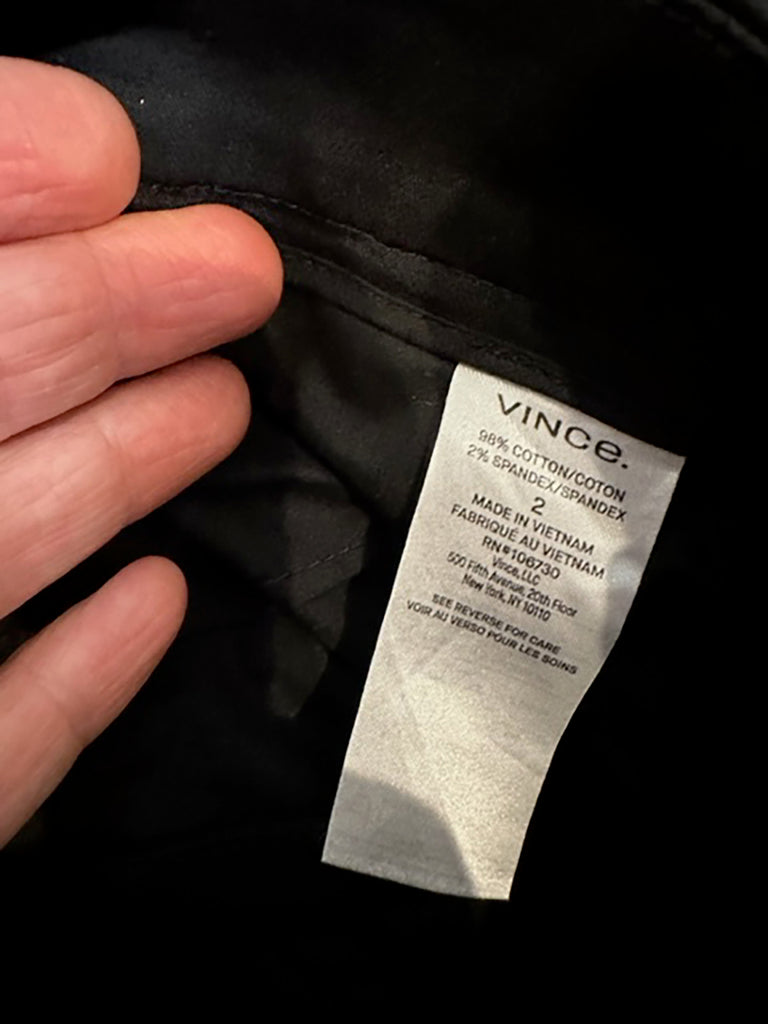 VINCE.
98% COTTON/COTON
2% SPANDEX/SPANDEX
2
MADE IN VIETNAM
FABRIQUÉ AU VIETNAM
RN#106730
Vince, LLC
500 Fifth Avenue, 20th Floor
New York, NY 10110
SEE REVERSE FOR CARE
VOIR AU VERSO POUR LES SOINS